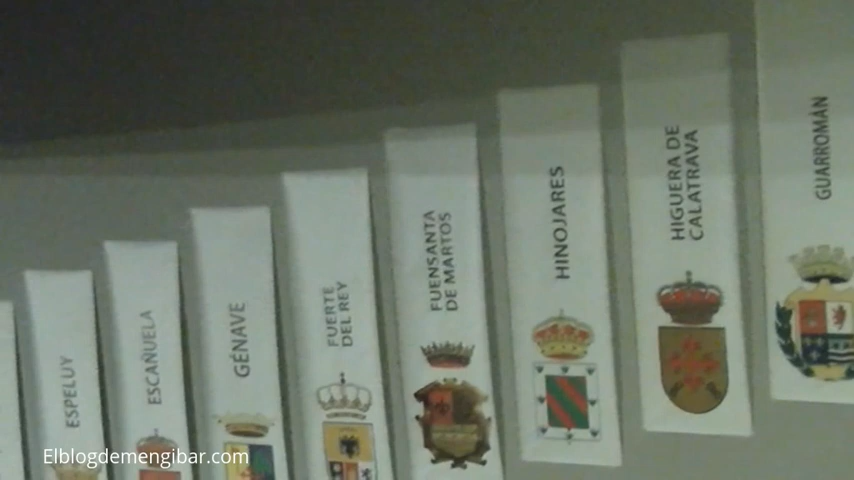 ESPELUY
ESCAÑUELA
GÉNAVE
FUERTE
DEL REY
FUENSANTA
DE MARTOS
HINOJARES
HIGUERA DE
CALATRAVA
GUARROMÁN
Elblogdemengibar.com